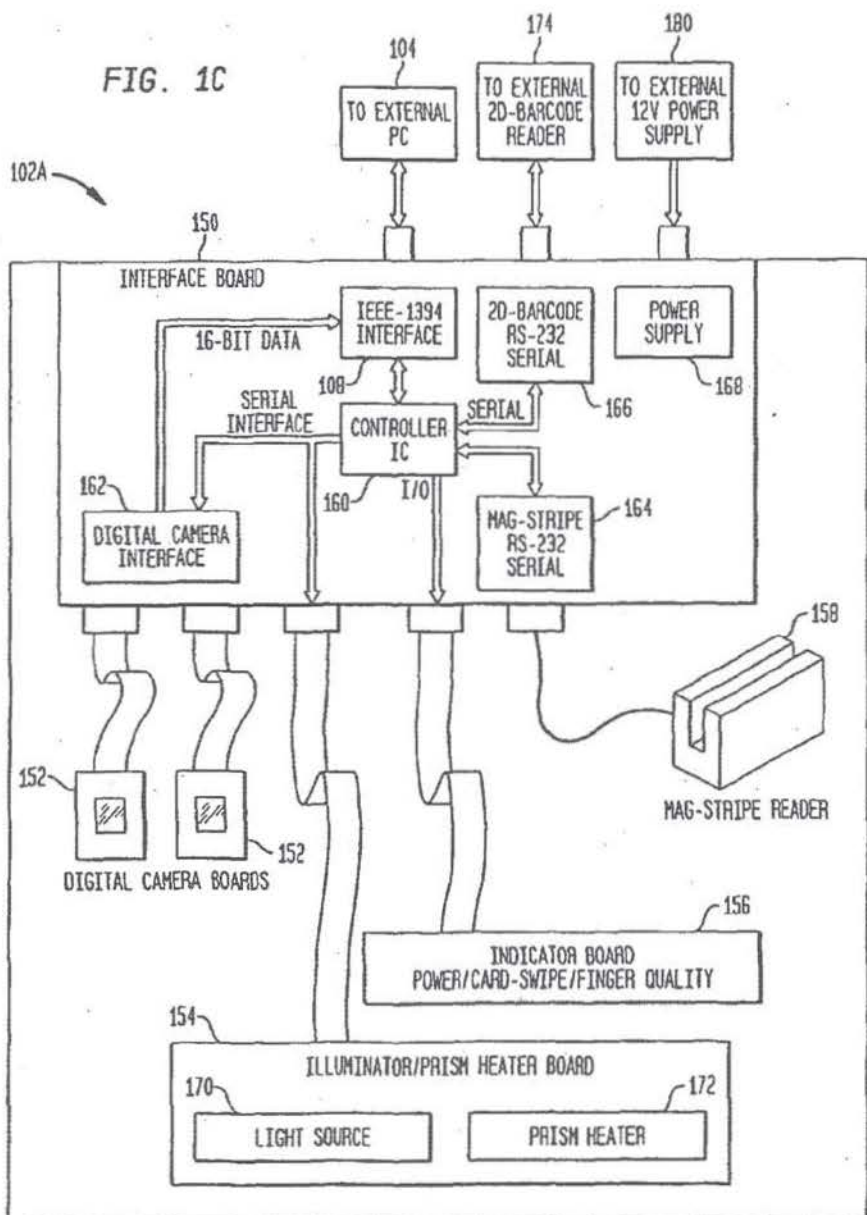 FIG. 1C
104
174
180
TO EXTERNAL
PC
TO EXTERNAL
2D-BARCODE
READER
TO EXTERNAL
12V POWER
SUPPLY
102A
150
INTERFACE BOARD
16-BIT DATA
IEEE-1394
INTERFACE
108
2D-BARCODE
RS-232
SERIAL
166
POWER
SUPPLY
168
SERIAL
INTERFACE
SERIAL
CONTROLLER
IC
160
I/O
162
DIGITAL CAMERA
INTERFACE
MAG-STRIPE
RS-232
SERIAL
164
158
MAG-STRIPE READER
152
152
DIGITAL CAMERA BOARDS
156
INDICATOR BOARD
POWER/CARD-SWIPE/FINGER QUALITY
154
ILLUMINATOR/PRISM HEATER BOARD
170
LIGHT SOURCE
172
PRISM HEATER